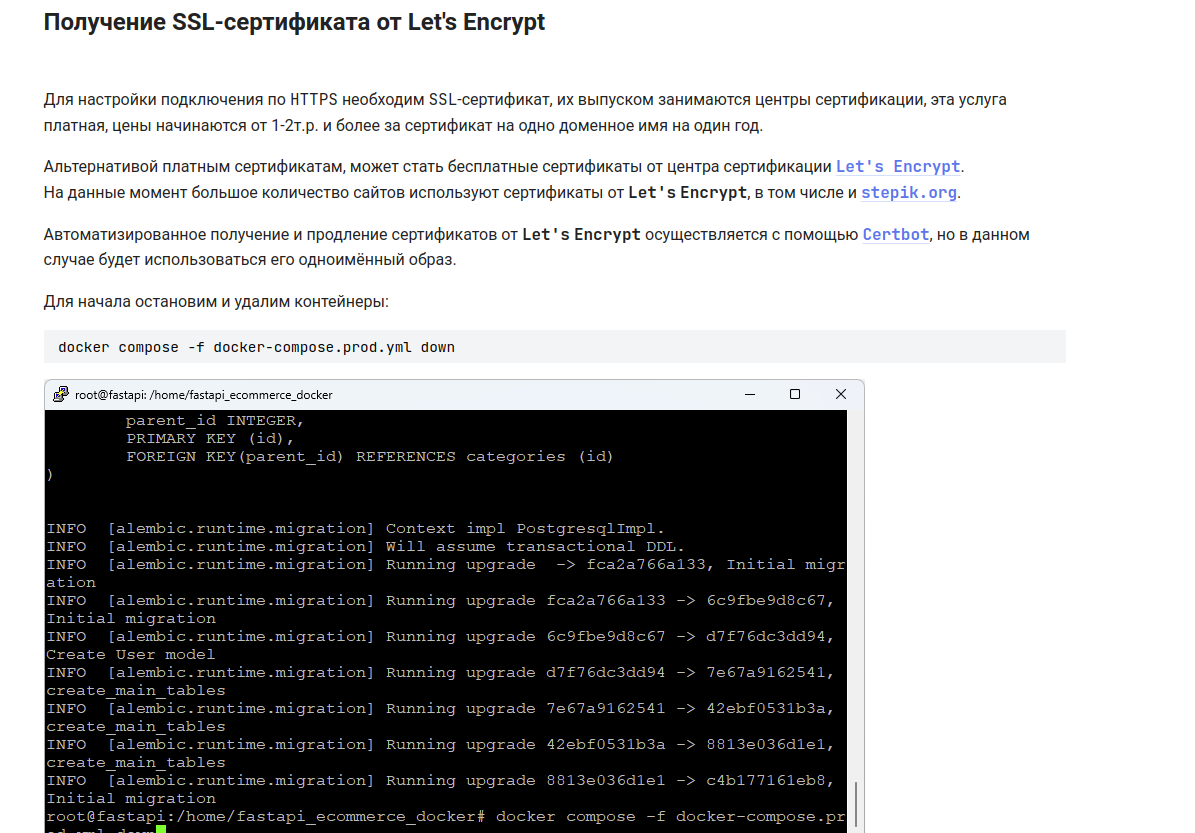 Получение SSL-сертификата от Let's Encrypt
Для настройки подключения по HTTPS необходим SSL-сертификат, их выпуском занимаются центры сертификации, эта услуга
платная, цены начинаются от 1-2т.р. и более за сертификат на одно доменное имя на один год.
Альтернативой платным сертификатам, может стать бесплатные сертификаты от центра сертификации Let's Encrypt.
На данные момент большое количество сайтов используют сертификаты от Let's Encrypt, в том числе и stepik.org.
Автоматизированное получение и продление сертификатов от Let's Encrypt осуществляется с помощью Certbot, но в данном
случае будет использоваться его одноимённый образ.
Для начала остановим и удалим контейнеры:
docker compose -f docker-compose.prod.yml down
root@fastapi: /home/fastapi_ecommerce_docker
parent_id INTEGER,
PRIMARY KEY (id),
FOREIGN KEY(parent_id) REFERENCES categories (id)
)
INFO  [alembic.runtime.migration] Context impl PostgresqlImpl.
INFO  [alembic.runtime.migration] Will assume transactional DDL.
INFO  [alembic.runtime.migration] Running upgrade  -> fca2a766a133, Initial migr
ation
INFO  [alembic.runtime.migration] Running upgrade fca2a766a133 -> 6c9fbe9d8c67,
Initial migration
INFO  [alembic.runtime.migration] Running upgrade 6c9fbe9d8c67 -> d7f76dc3dd94,
Create User model
INFO  [alembic.runtime.migration] Running upgrade d7f76dc3dd94 -> 7e67a9162541,
create_main_tables
INFO  [alembic.runtime.migration] Running upgrade 7e67a9162541 -> 42ebf0531b3a,
create_main_tables
INFO  [alembic.runtime.migration] Running upgrade 42ebf0531b3a -> 8813e036d1e1,
create_main_tables
INFO  [alembic.runtime.migration] Running upgrade 8813e036d1e1 -> c4b177161eb8,
Initial migration
root@fastapi:/home/fastapi_ecommerce_docker# docker compose -f docker-compose.pr
od.yml down